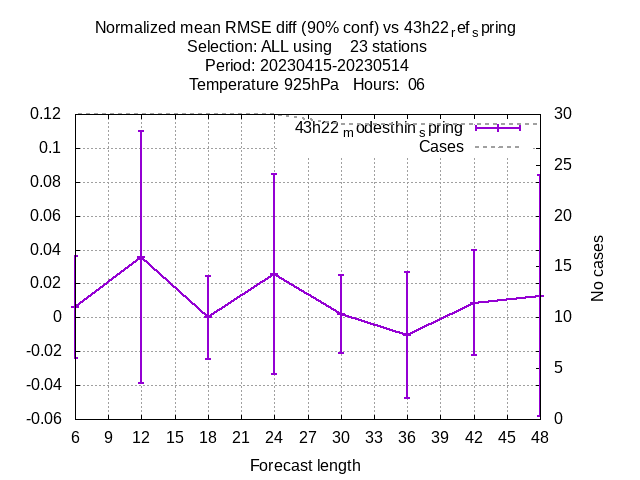 Normalized mean RMSE diff (90% conf) vs 43h22refspring
Selection: ALL using 23 stations
Period: 20230415-20230514
Temperature 925hPa Hours: 06
43h22modesthinspring
Cases
0.12
0.1
0.08
0.06
0.04
0.02
0
-0.02
-0.04
-0.06
30
25
20
15
10
5
0
No cases
6 9 12 15 18 21 24 27 30 33 36 39 42 45 48
Forecast length